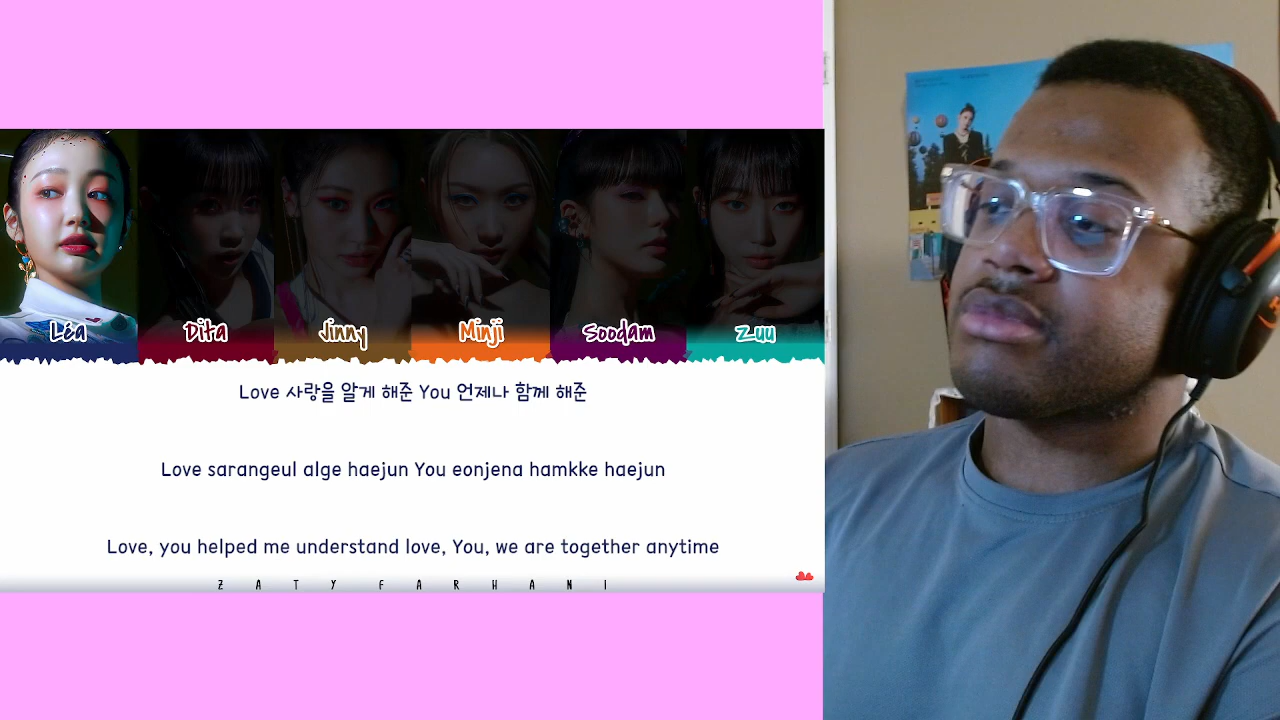 Léa Dita Jinny Minji Soodam Zuu
Love 사랑을 알게 해준 You 언제나 함께 해준
Love sarangeul alge haejun You eonjena hamkke haejun
Love, you helped me understand love, You, we are together anytime
ZATY FARHANI